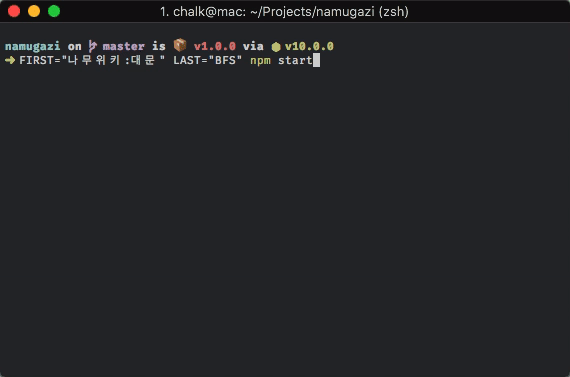 1. chalk@mac: ~/Projects/namugazi (zsh)
namugazi on master is 📦 v1.0.0 via ⬢ v10.0.0
➜ FIRST="나무위키:대문" LAST="BFS" npm start